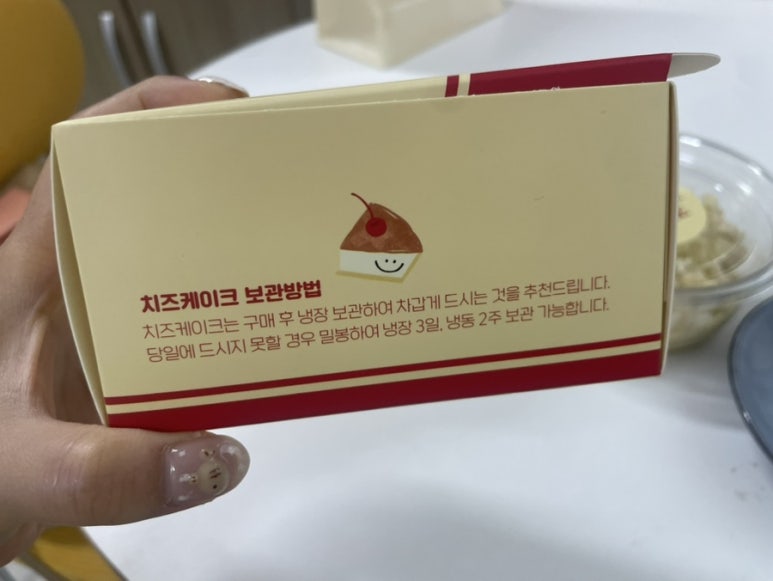 치즈케이크 보관방법
치즈케이크는 구매 후 냉장 보관하여 차갑게 드시는 것을 추천드립니다.
당일에 드시지 못할 경우 밀봉하여 냉장 3일, 냉동 2주 보관 가능합니다.